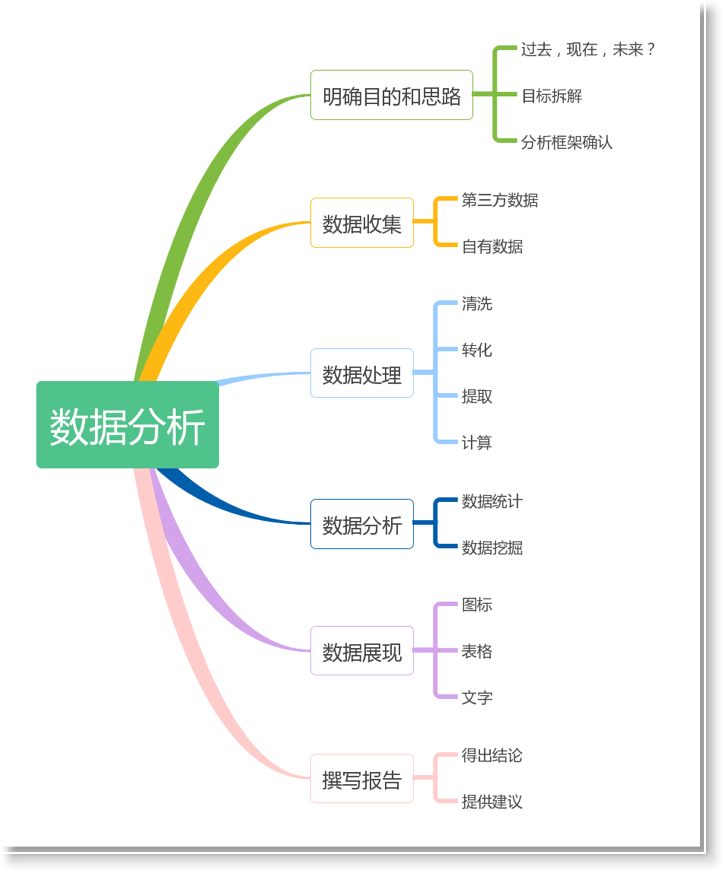 数据分析
明确目的和思路
过去，现在，未来？
目标拆解
分析框架确认
数据收集
第三方数据
自有数据
数据处理
清洗
转化
提取
计算
数据分析
数据统计
数据挖掘
数据展现
图标
表格
文字
撰写报告
得出结论
提供建议